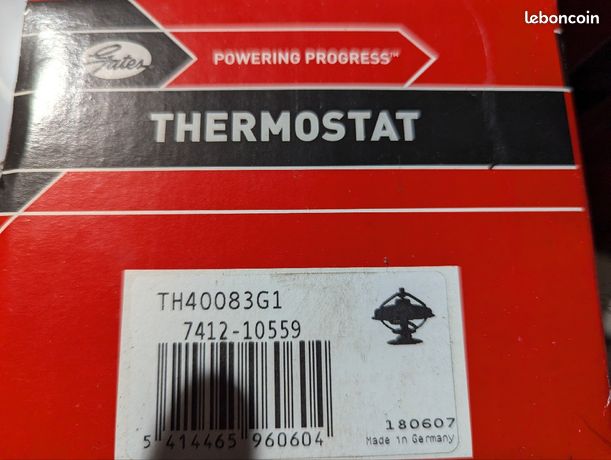 leboncoin
Gates
POWERING PROGRESS™
THERMOSTAT
TH40083G1
7412-10559
5 414465 960604
180607
Made in Germany